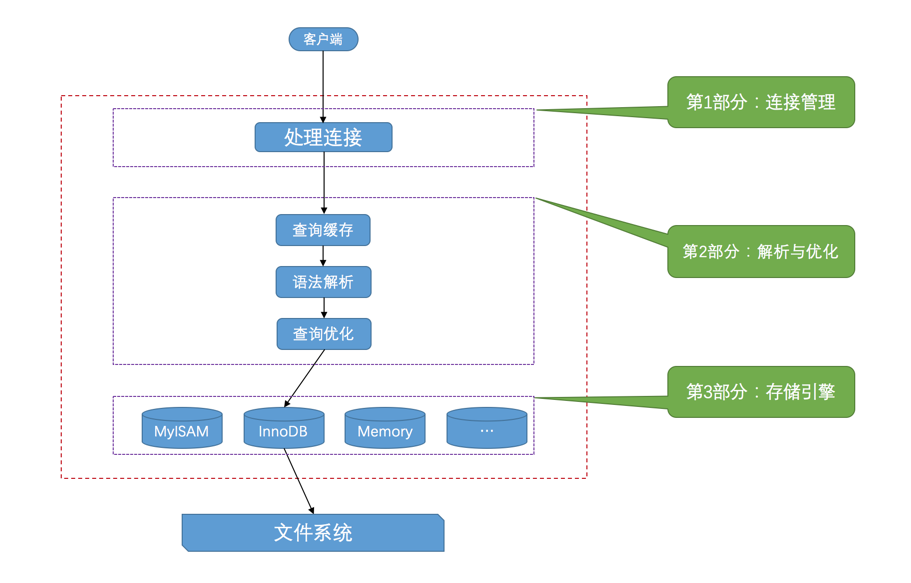 客户端
处理连接
第1部分：连接管理
查询缓存
语法解析
查询优化
第2部分：解析与优化
MyISAM
InnoDB
Memory
…
第3部分：存储引擎
文件系统